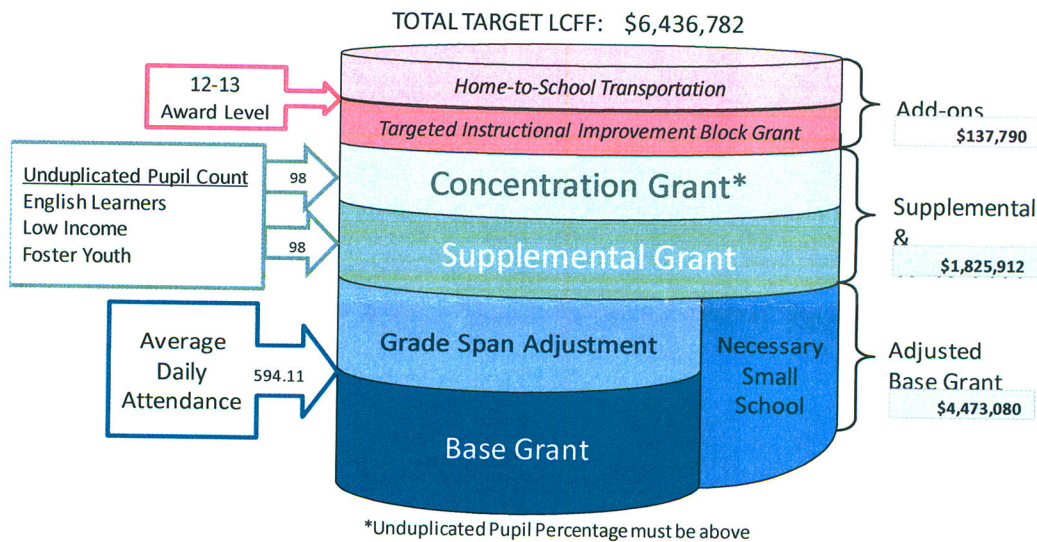 TOTAL TARGET LCFF: $6,436,782
12-13
Award Level
Home-to-School Transportation
Targeted Instructional Improvement Block Grant
Add-ons
$137,790
Unduplicated Pupil Count
English Learners
Low Income
Foster Youth
98
98
Concentration Grant*
Supplemental Grant
Supplemental
&
$1,825,912
Average
Daily
Attendance
594.11
Grade Span Adjustment
Base Grant
Necessary
Small
School
Adjusted
Base Grant
$4,473,080
*Unduplicated Pupil Percentage must be above